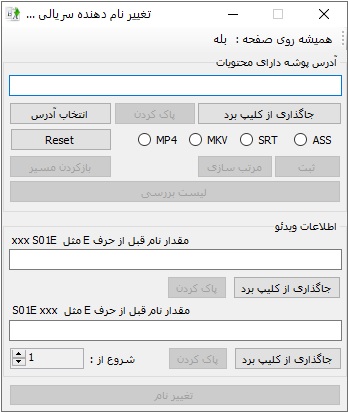 تغییر نام دهنده سریالی ...
همیشه روی صفحه : بله
آدرس پوشه دارای محتویات
جاگذاری از کلیپ برد
پاک کردن
انتخاب آدرس
Reset
MP4
MKV
SRT
ASS
ثبت
مرتب سازی
بازکردن مسیر
لیست بررسی
اطلاعات ویدئو
مقدار نام قبل از حرف E مثل xxx S01E
جاگذاری از کلیپ برد
پاک کردن
مقدار نام قبل از حرف E مثل S01E xxx
جاگذاری از کلیپ برد
پاک کردن
شروع از :
1
تغییر نام